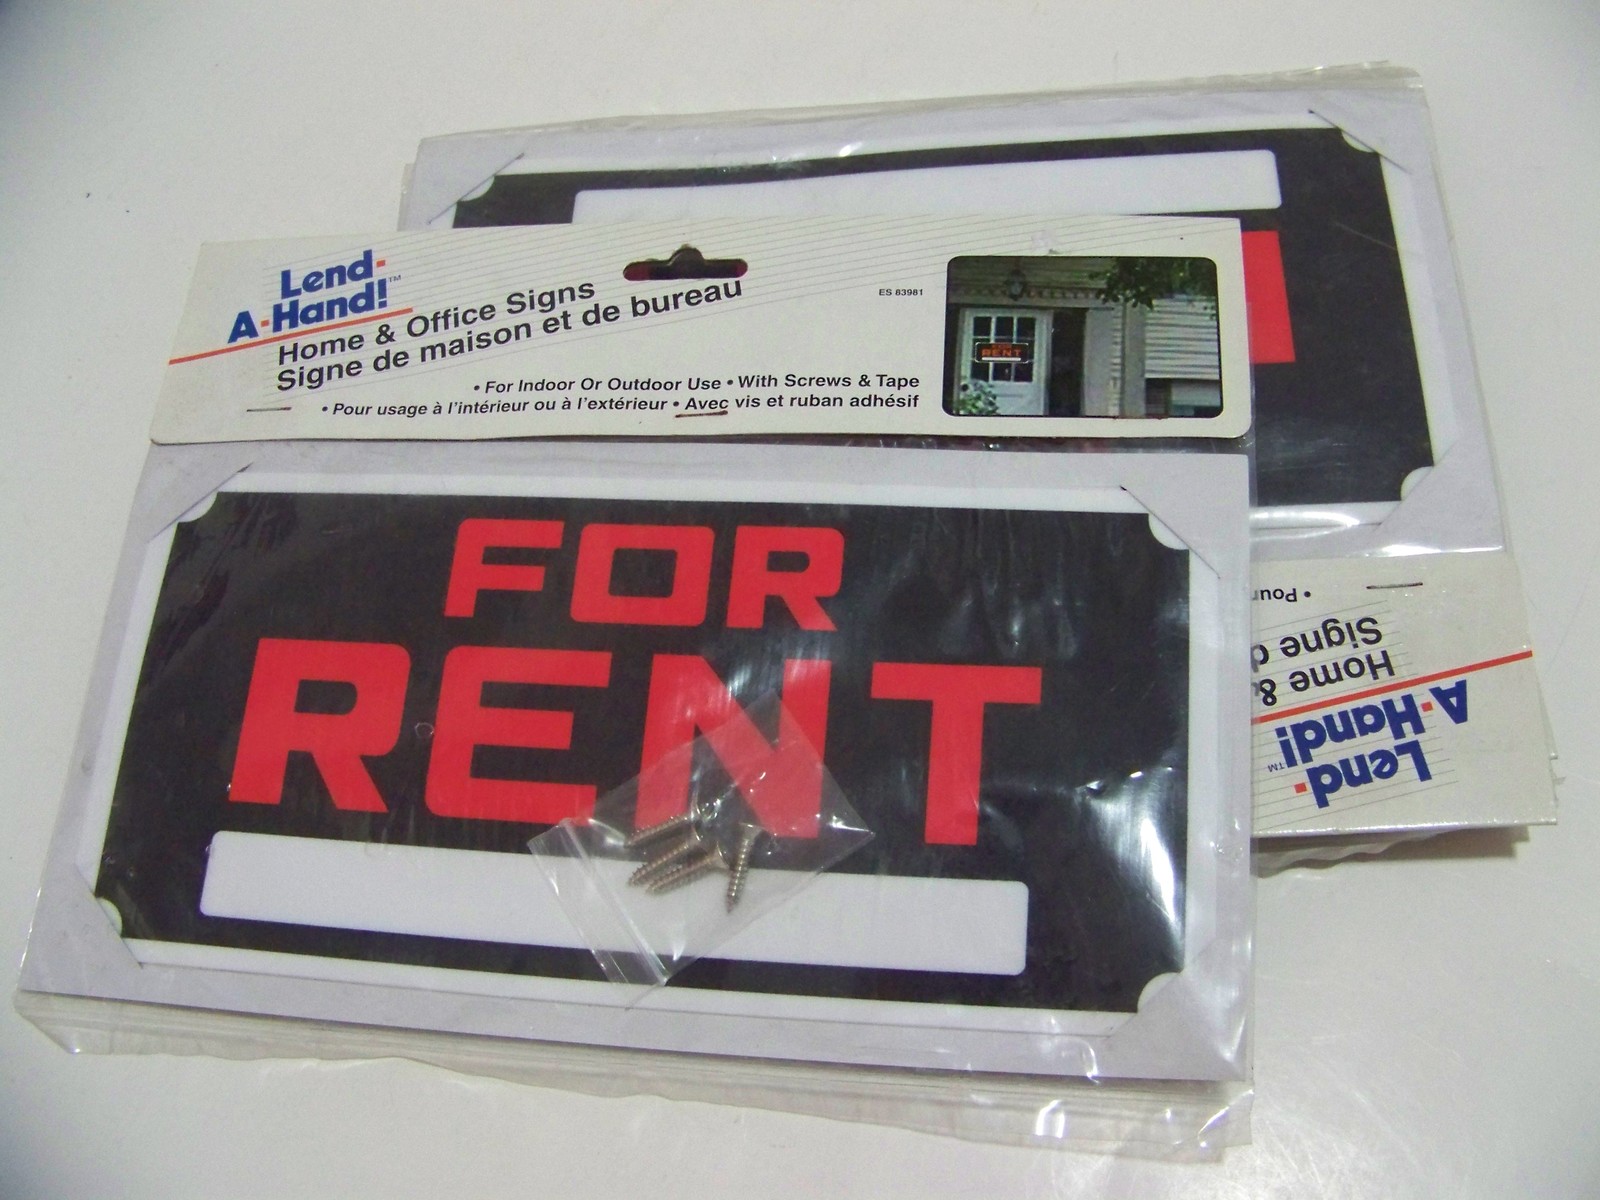 Lend-
A-Hand!™
Home & Office Signs
Signe de maison et de bureau
ES 83981
• For Indoor Or Outdoor Use • With Screws & Tape
• Pour usage à l'intérieur ou à l'extérieur • Avec vis et ruban adhésif
FOR
RENT
FOR
RENT
Lend-
A-Hand!™
Home &
Signe d
• Pour